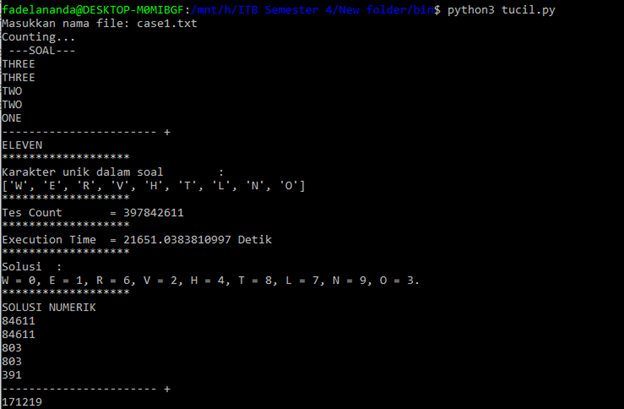 fadelananda@DESKTOP-M0MIBGF:/mnt/h/ITB Semester 4/New folder/bin$ python3 tucil.py
Masukkan nama file: case1.txt
Counting...
---SOAL---
THREE
THREE
TWO
TWO
ONE
----------------------- +
ELEVEN
*******************
Karakter unik dalam soal        :
['W', 'E', 'R', 'V', 'H', 'T', 'L', 'N', 'O']
*******************
Tes Count       = 397842611
*******************
Execution Time  = 21651.0383810997 Detik
*******************
Solusi  :
W = 0, E = 1, R = 6, V = 2, H = 4, T = 8, L = 7, N = 9, O = 3.
*******************
SOLUSI NUMERIK
84611
84611
803
803
391
----------------------- +
171219